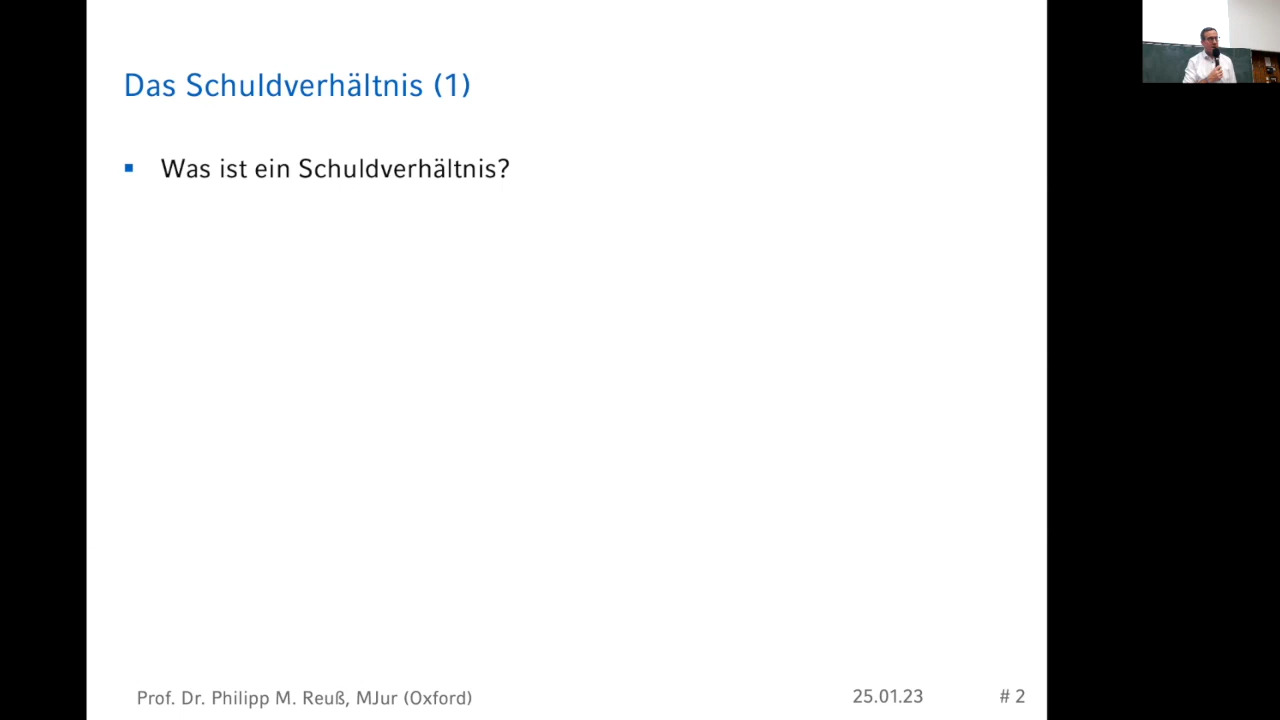 Das Schuldverhältnis (1)
Was ist ein Schuldverhältnis?
Prof. Dr. Philipp M. Reuß, MJur (Oxford)
25.01.23
# 2